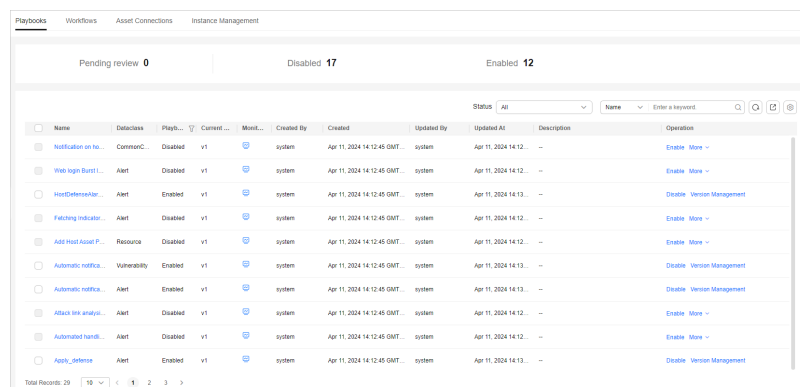 Playbooks Workflows Asset Connections Instance Management
Pending review 0 Disabled 17 Enabled 12
Status All Name Enter a keyword
Name Dataclass Playb... Current ... Monit... Created By Created Updated By Updated At Description Operation
Notification on ho... CommonC... Disabled v1 system Apr 11, 2024 14:12:45 GMT... system Apr 11, 2024 14:12... -- Enable More
Web login Burst I... Alert Disabled v1 system Apr 11, 2024 14:12:45 GMT... system Apr 11, 2024 14:12... -- Enable More
HostDefenseAlar... Alert Enabled v1 system Apr 11, 2024 14:12:45 GMT... system Apr 11, 2024 14:13... -- Disable Version Management
Fetching Indicator... Alert Disabled v1 system Apr 11, 2024 14:12:45 GMT... system Apr 11, 2024 14:12... -- Enable More
Add Host Asset P... Resource Disabled v1 system Apr 11, 2024 14:12:45 GMT... system Apr 11, 2024 14:12... -- Enable More
Automatic notifica... Vulnerability Enabled v1 system Apr 11, 2024 14:12:45 GMT... system Apr 11, 2024 14:13... -- Disable Version Management
Automatic notifica... Alert Enabled v1 system Apr 11, 2024 14:12:45 GMT... system Apr 11, 2024 14:13... -- Disable Version Management
Attack link analysi... Alert Disabled v1 system Apr 11, 2024 14:12:45 GMT... system Apr 11, 2024 14:12... -- Enable More
Automated handli... Alert Disabled v1 system Apr 11, 2024 14:12:45 GMT... system Apr 11, 2024 14:12... -- Enable More
Apply_defense Alert Enabled v1 system Apr 11, 2024 14:12:45 GMT... system Apr 11, 2024 14:13... -- Disable Version Management
Total Records: 29 10 < 1 2 3 >